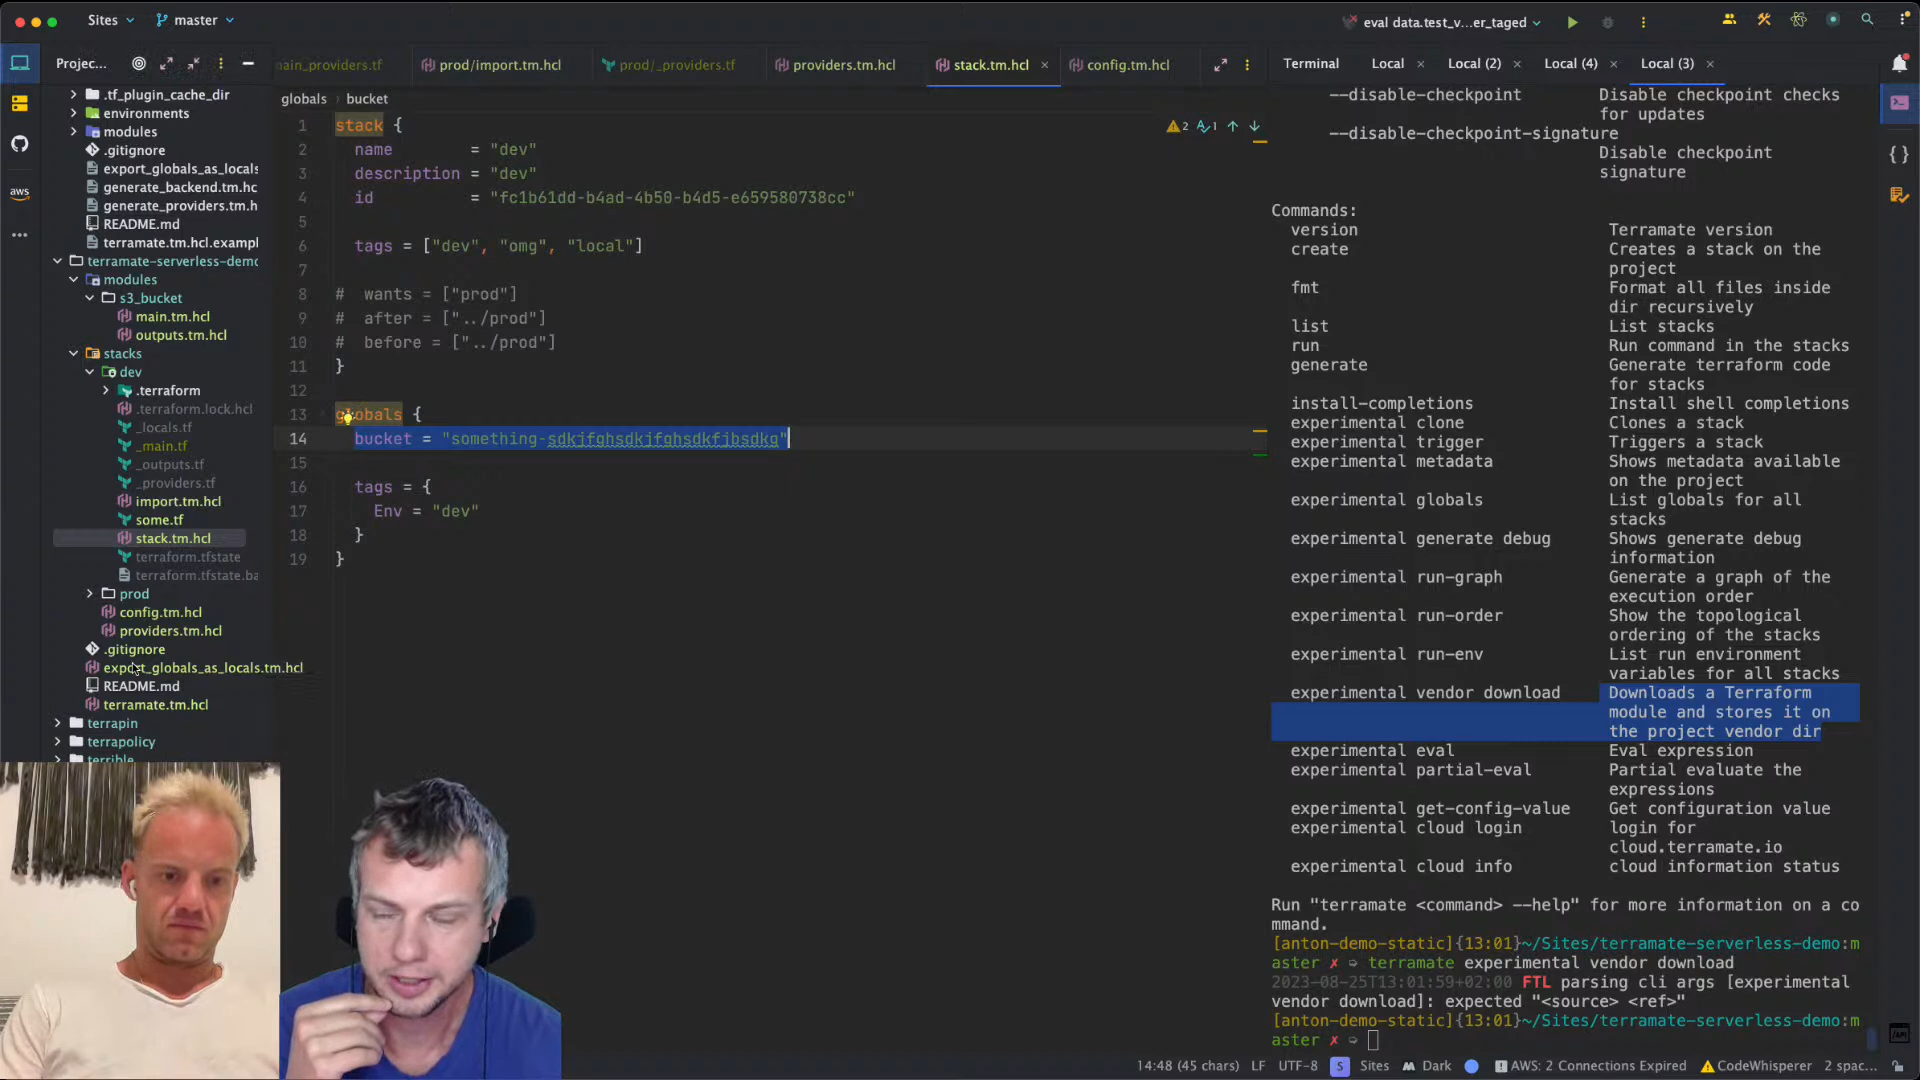 Sites
master
eval data.test_v...er_taged
Projec...
main_providers.tf
prod/import.tm.hcl
prod/_providers.tf
providers.tm.hcl
stack.tm.hcl
config.tm.hcl
Terminal
Local
Local (2)
Local (4)
Local (3)
.tf_plugin_cache_dir
environments
modules
.gitignore
export_globals_as_locals
generate_backend.tm.hc
generate_providers.tm.h
README.md
terramate.tm.hcl.exampl
terramate-serverless-demo
modules
s3_bucket
main.tm.hcl
outputs.tm.hcl
stacks
dev
.terraform
.terraform.lock.hcl
_locals.tf
_main.tf
_outputs.tf
_providers.tf
import.tm.hcl
some.tf
stack.tm.hcl
terraform.tfstate
terraform.tfstate.ba
prod
config.tm.hcl
providers.tm.hcl
.gitignore
export_globals_as_locals.tm.hcl
README.md
terramate.tm.hcl
terrapin
terrapolicy
terrible
aws
globals
bucket
2
1
1 stack {
2 name = "dev"
3 description = "dev"
4 id = "fc1b61dd-b4ad-4b50-b4d5-e659580738cc"
5
6 tags = ["dev", "omg", "local"]
7
8 # wants = ["prod"]
9 # after = ["../prod"]
10 # before = ["../prod"]
11 }
12
13 globals {
14 bucket = "something-sdkjfghsdkjfghsdkfjbsdkg"
15
16 tags = {
17 Env = "dev"
18 }
19 }
--disable-checkpoint Disable checkpoint checks
for updates
--disable-checkpoint-signature
Disable checkpoint
signature
Commands:
version Terramate version
create Creates a stack on the
project
fmt Format all files inside
dir recursively
list List stacks
run Run command in the stacks
generate Generate terraform code
for stacks
install-completions Install shell completions
experimental clone Clones a stack
experimental trigger Triggers a stack
experimental metadata Shows metadata available
on the project
experimental globals List globals for all
stacks
experimental generate debug Shows generate debug
information
experimental run-graph Generate a graph of the
execution order
experimental run-order Show the topological
ordering of the stacks
experimental run-env List run environment
variables for all stacks
experimental vendor download Downloads a Terraform
module and stores it on
the project vendor dir
experimental eval Eval expression
experimental partial-eval Partial evaluate the
expressions
experimental get-config-value Get configuration value
experimental cloud login login for
cloud.terramate.io
experimental cloud info cloud information status
Run "terramate <command> --help" for more information on a co
mmand.
[anton-demo-static]{13:01}~/Sites/terramate-serverless-demo:m
aster ✗ ➭ terramate experimental vendor download
2023-08-25T13:01:59+02:00 FTL parsing cli args [experimental
vendor download]: expected "<source> <ref>"
[anton-demo-static]{13:01}~/Sites/terramate-serverless-demo:m
aster ✗ ➭
14:48 (45 chars) LF UTF-8 S Sites Dark AWS: 2 Connections Expired CodeWhisperer 2 spac...